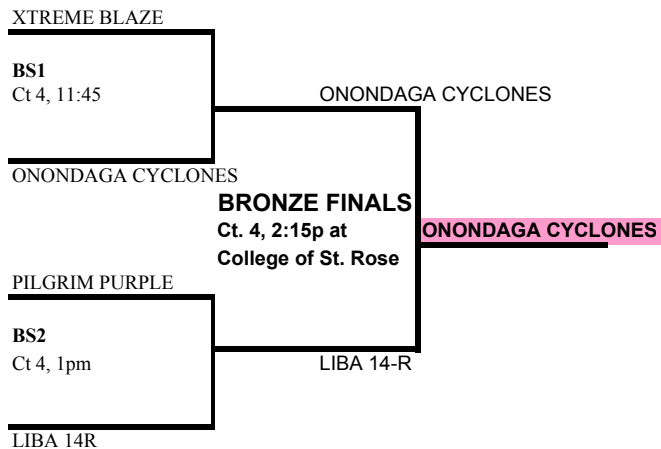 XTREME BLAZE
BS1
Ct 4, 11:45
ONONDAGA CYCLONES
ONONDAGA CYCLONES
BRONZE FINALS
Ct. 4, 2:15p at
College of St. Rose
ONONDAGA CYCLONES
PILGRIM PURPLE
BS2
Ct 4, 1pm
LIBA 14-R
LIBA 14R